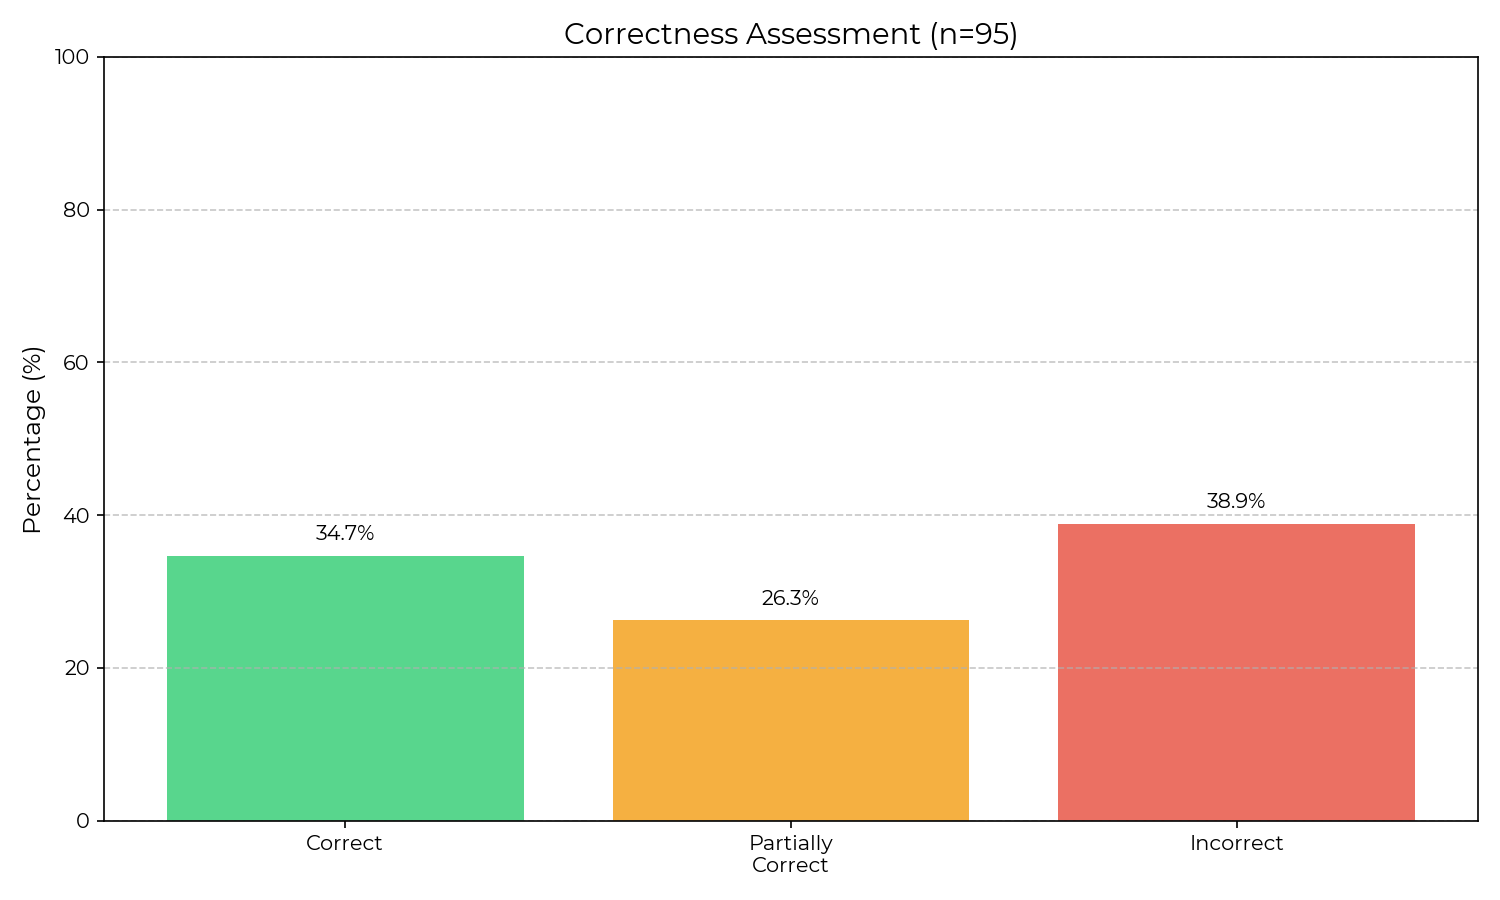 Correctness Assessment (n=95)
Percentage (%)
100
80
60
40
20
0
34.7%
26.3%
38.9%
Correct
Partially
Correct
Incorrect